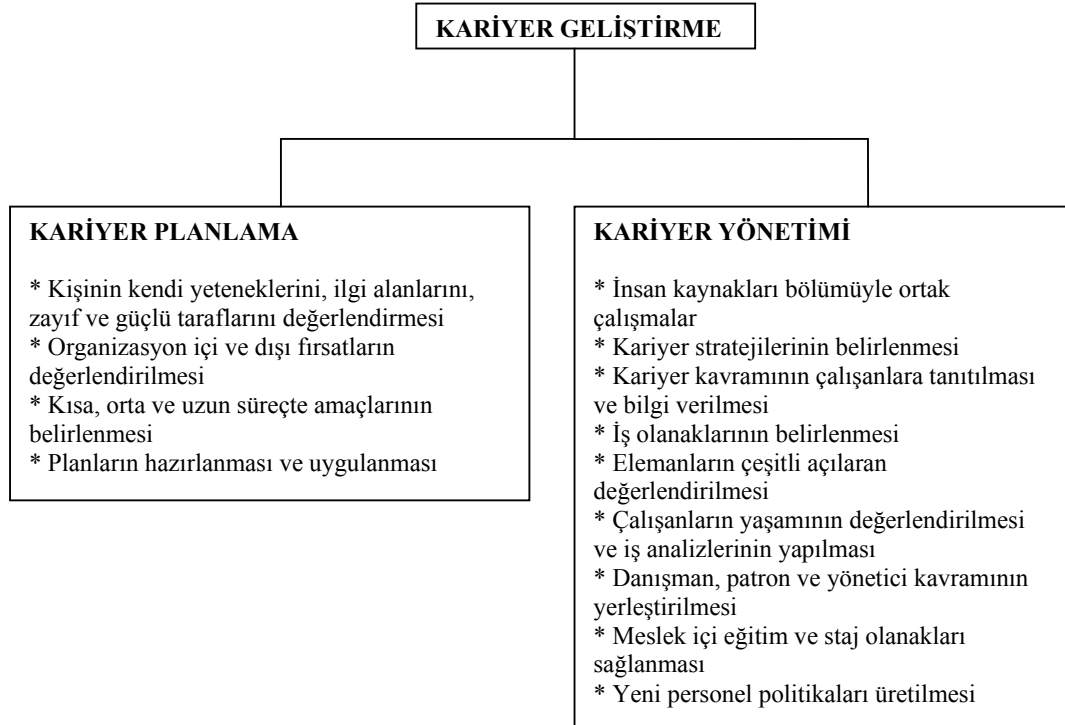 KARİYER GELİŞTİRME
KARİYER PLANLAMA
* Kişinin kendi yeteneklerini, ilgi alanlarını,
zayıf ve güçlü taraflarını değerlendirmesi
* Organizasyon içi ve dışı fırsatların
değerlendirilmesi
* Kısa, orta ve uzun süreçte amaçlarının
belirlenmesi
* Planların hazırlanması ve uygulanması
KARİYER YÖNETİMİ
* İnsan kaynakları bölümüyle ortak
çalışmalar
* Kariyer stratejilerinin belirlenmesi
* Kariyer kavramının çalışanlara tanıtılması
ve bilgi verilmesi
* İş olanaklarının belirlenmesi
* Elemanların çeşitli açılaran
değerlendirilmesi
* Çalışanların yaşamının değerlendirilmesi
ve iş analizlerinin yapılması
* Danışman, patron ve yönetici kavramının
yerleştirilmesi
* Meslek içi eğitim ve staj olanakları
sağlanması
* Yeni personel politikaları üretilmesi